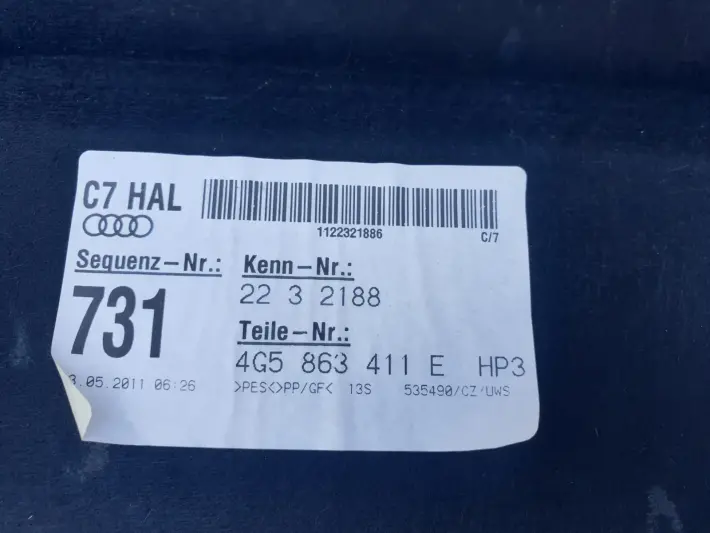 C7 HAL
1122321886
C/7
Sequenz-Nr.:
731
Kenn-Nr.:
22 3 2188
Teile-Nr.:
4G5 863 411 E HP3
3.05.2011 06:26
>PES<>PP/GF< 13S 535490/CZ/UWS